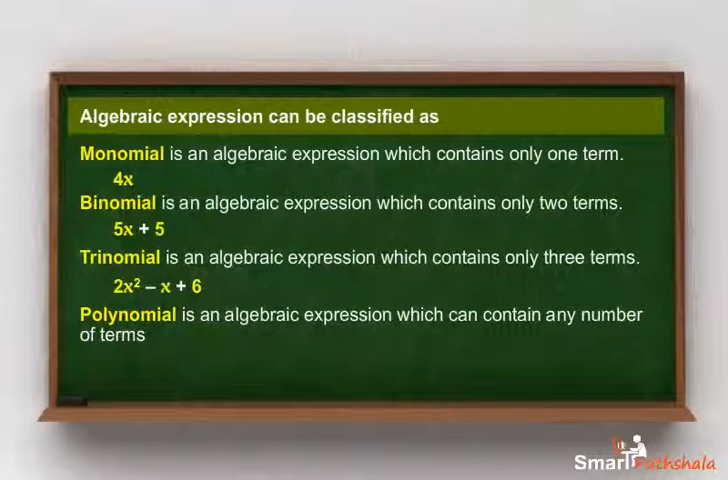 Algebraic expression can be classified as
Monomial is an algebraic expression which contains only one term.
4x
Binomial is an algebraic expression which contains only two terms.
5x + 5
Trinomial is an algebraic expression which contains only three terms.
2x² – x + 6
Polynomial is an algebraic expression which can contain any number
of terms
Smart Pathshala